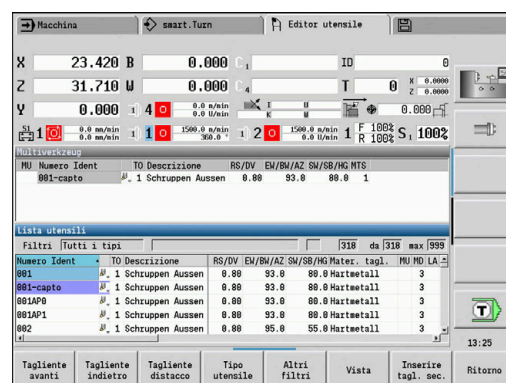 Macchina smart.Turn Editor utensile
X 23.420 B 0.000 C 1 ID 0
Z 31.710 U 0.000 C 4 T 0 X 0.0000 Z 0.0000
Y 0.000 1) 4 0 0.0 m/min 0.0 U/min I U K W 0.000
S1 1 0.0 mm/min 0.0 mm/min 1) 1 0 1500.0 m/min 360.0 ° 1) 2 0 1500.0 m/min 0.0 U/min 1 F 100% R 100% S 1 100%
Multiwerkzeug
MU Numero Ident TO Descrizione RS/DV EW/BW/AZ SW/SB/HG MTS
001-capto 1 Schruppen Aussen 0.80 93.0 80.0 1
Lista utensili
Filtri Tutti i tipi 318 da 318 max 999
Numero Ident TO Descrizione RS/DV EW/BW/AZ SW/SB/HG Mater. tagl. MU MD LA
001 1 Schruppen Aussen 0.80 93.0 80.0 Hartmetall 3
001-capto 1 Schruppen Aussen 0.80 93.0 80.0 Hartmetall 3
001AP0 1 Schruppen Aussen 0.80 93.0 80.0 Hartmetall 3
001AP1 1 Schruppen Aussen 0.80 93.0 80.0 Hartmetall 3
002 1 Schruppen Aussen 0.80 95.0 55.0 Hartmetall 3
T
13:25
Tagliente avanti
Tagliente indietro
Tagliente distacco
Tipo utensile
Altri filtri
Vista
Inserire tagl. sec.
Ritorno